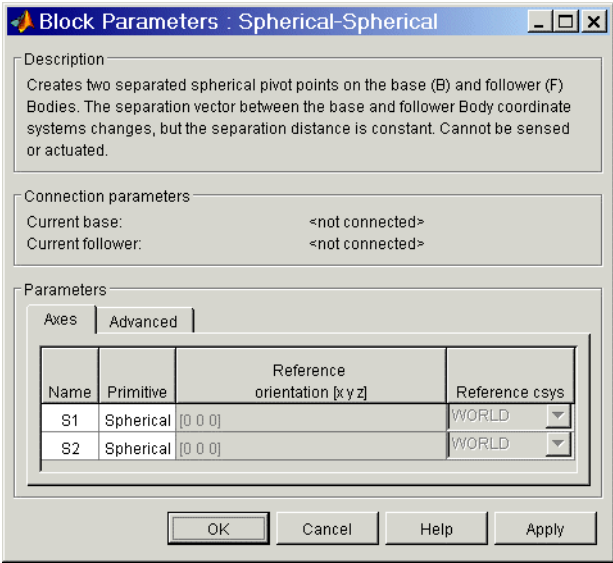 Block Parameters : Spherical-Spherical
Description
Creates two separated spherical pivot points on the base (B) and follower (F)
Bodies. The separation vector between the base and follower Body coordinate
systems changes, but the separation distance is constant. Cannot be sensed
or actuated.
Connection parameters
Current base: <not connected>
Current follower: <not connected>
Parameters
Axes Advanced
Reference
Name Primitive orientation [x y z] Reference csys
S1 Spherical [0 0 0] WORLD
S2 Spherical [0 0 0] WORLD
OK Cancel Help Apply